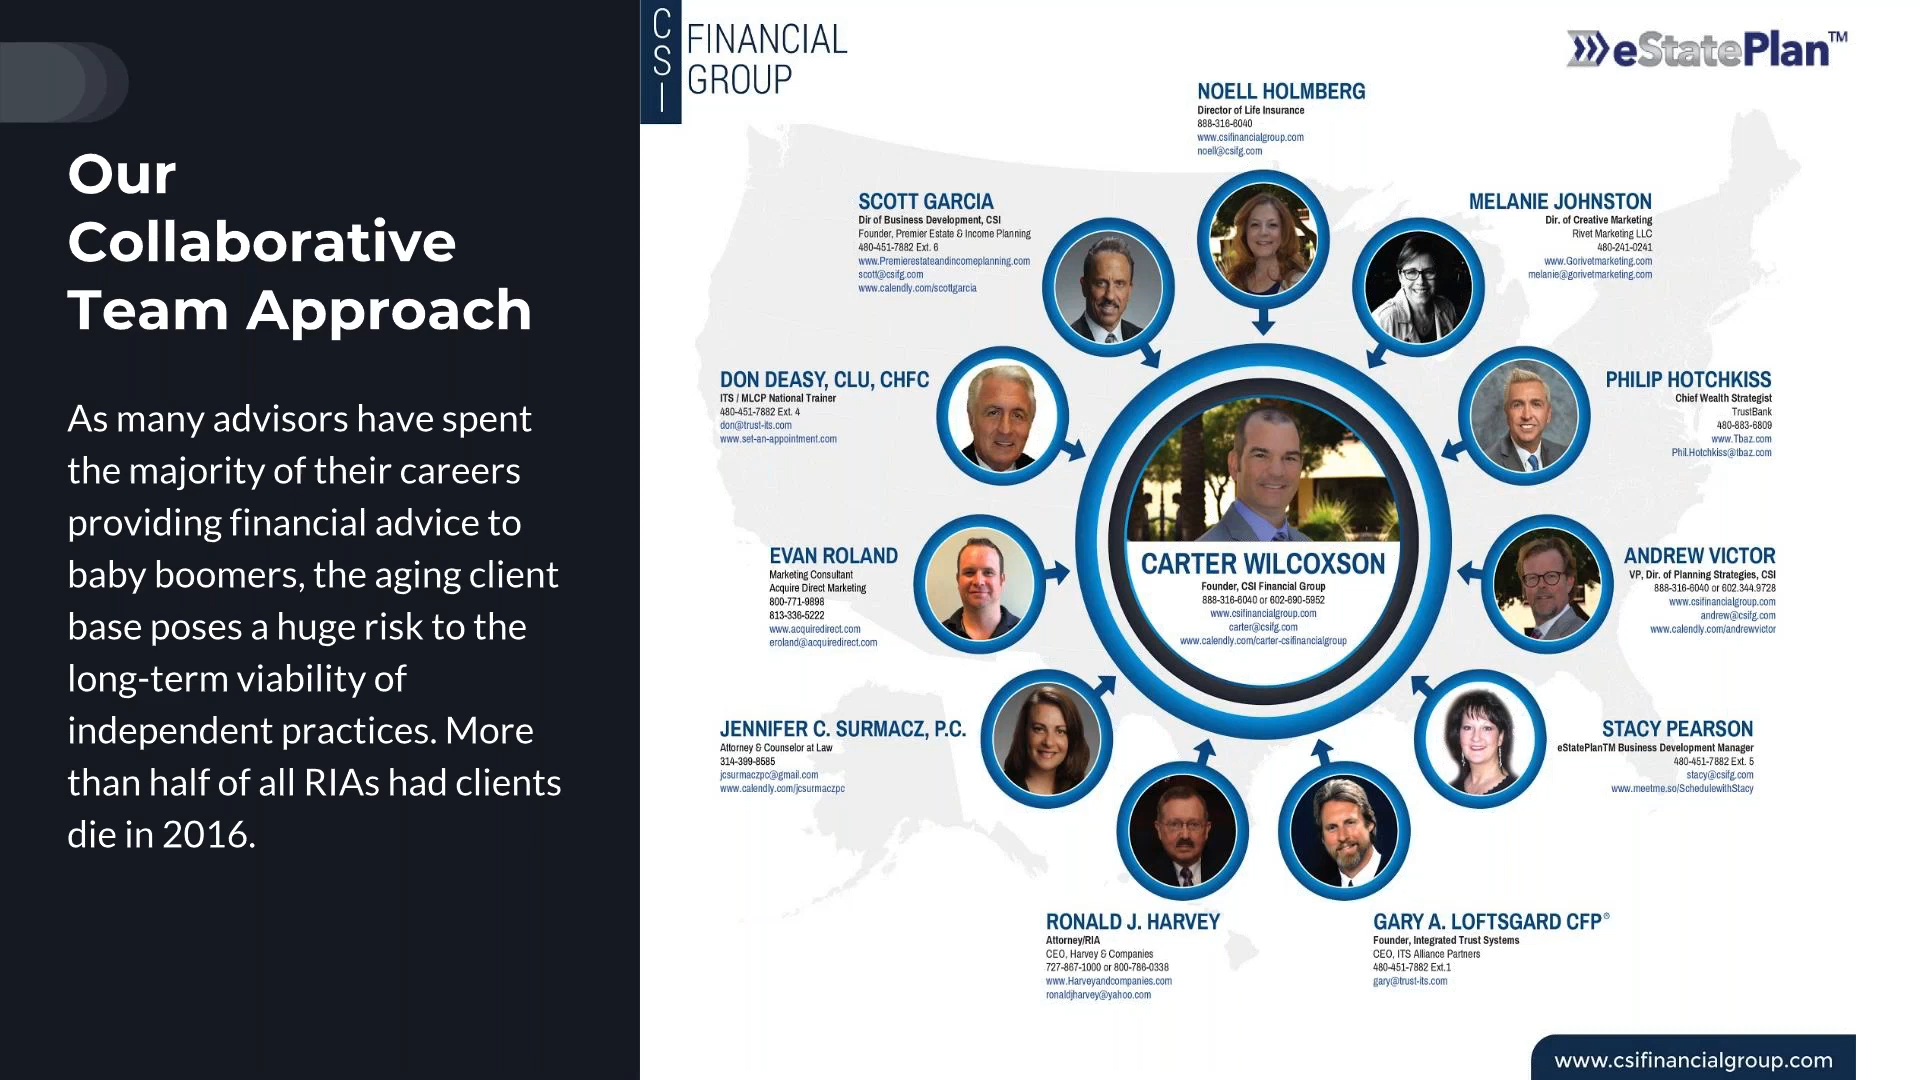 Our
Collaborative
Team Approach
As many advisors have spent
the majority of their careers
providing financial advice to
baby boomers, the aging client
base poses a huge risk to the
long-term viability of
independent practices. More
than half of all RIAs had clients
die in 2016.
CSI
FINANCIAL
GROUP
eStatePlan™
NOELL HOLMBERG
Director of Life Insurance
888-316-6040
www.csifinancialgroup.com
noell@csifg.com
SCOTT GARCIA
Dir of Business Development, CSI
Founder, Premier Estate & Income Planning
480-451-7882 Ext. 6
www.Premierestateandincomeplanning.com
scott@csifg.com
www.calendly.com/scottgarcia
MELANIE JOHNSTON
Dir. of Creative Marketing
Rivet Marketing LLC
480-241-0241
www.Gorivetmarketing.com
melanie@gorivetmarketing.com
DON DEASY, CLU, CHFC
ITS / MLCP National Trainer
480-451-7882 Ext. 4
don@trust-its.com
www.set-an-appointment.com
PHILIP HOTCHKISS
Chief Wealth Strategist
TrustBank
480-883-6809
www.Tbaz.com
Phil.Hotchkiss@tbaz.com
EVAN ROLAND
Marketing Consultant
Acquire Direct Marketing
800-771-9898
813-336-5222
www.acquiredirect.com
eroland@acquiredirect.com
CARTER WILCOXSON
Founder, CSI Financial Group
888-316-6040 or 602-690-5952
www.csifinancialgroup.com
carter@csifg.com
www.calendly.com/carter-csifinancialgroup
ANDREW VICTOR
VP, Dir. of Planning Strategies, CSI
888-316-6040 or 602.344.9728
www.csifinancialgroup.com
andrew@csifg.com
www.calendly.com/andrewvictor
JENNIFER C. SURMACZ, P.C.
Attorney & Counselor at Law
314-399-8585
jcsurmaczpc@gmail.com
www.calendly.com/jcsurmaczpc
STACY PEARSON
eStatePlanTM Business Development Manager
480-451-7882 Ext. 5
stacy@csifg.com
www.meetme.so/SchedulewithStacy
RONALD J. HARVEY
Attorney/RIA
CEO, Harvey & Companies
727-867-1000 or 800-786-0338
www.Harveyandcompanies.com
ronaldjharvey@yahoo.com
GARY A. LOFTSGARD CFP®
Founder, Integrated Trust Systems
CEO, ITS Alliance Partners
480-451-7882 Ext.1
gary@trust-its.com
www.csifinancialgroup.com